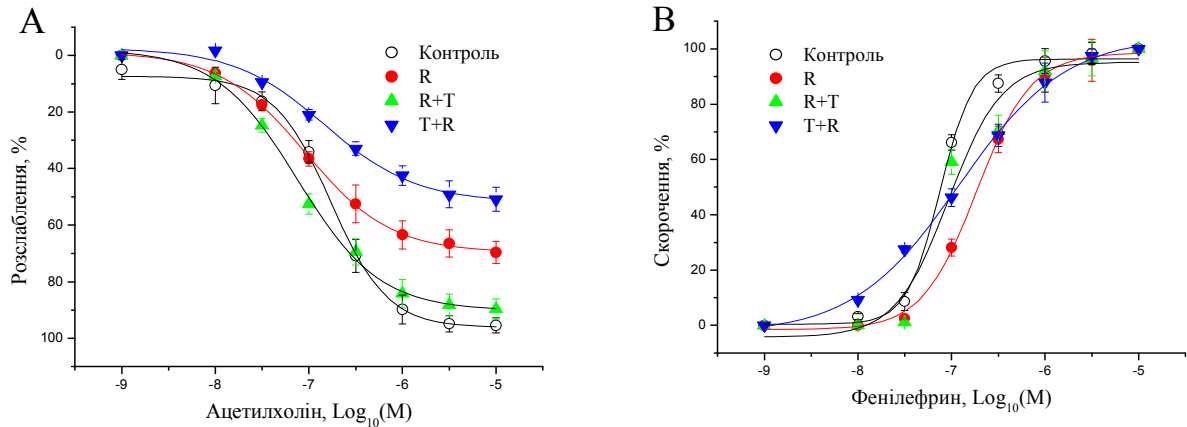 А
Контроль
R
R+T
T+R
0
20
40
60
80
100
Розслаблення, %
-9
-8
-7
-6
-5
Ацетилхолін, Log10(M)
В
Контроль
R
R+T
T+R
100
80
60
40
20
0
Скорочення, %
-9
-8
-7
-6
-5
Фенілефрин, Log10(M)